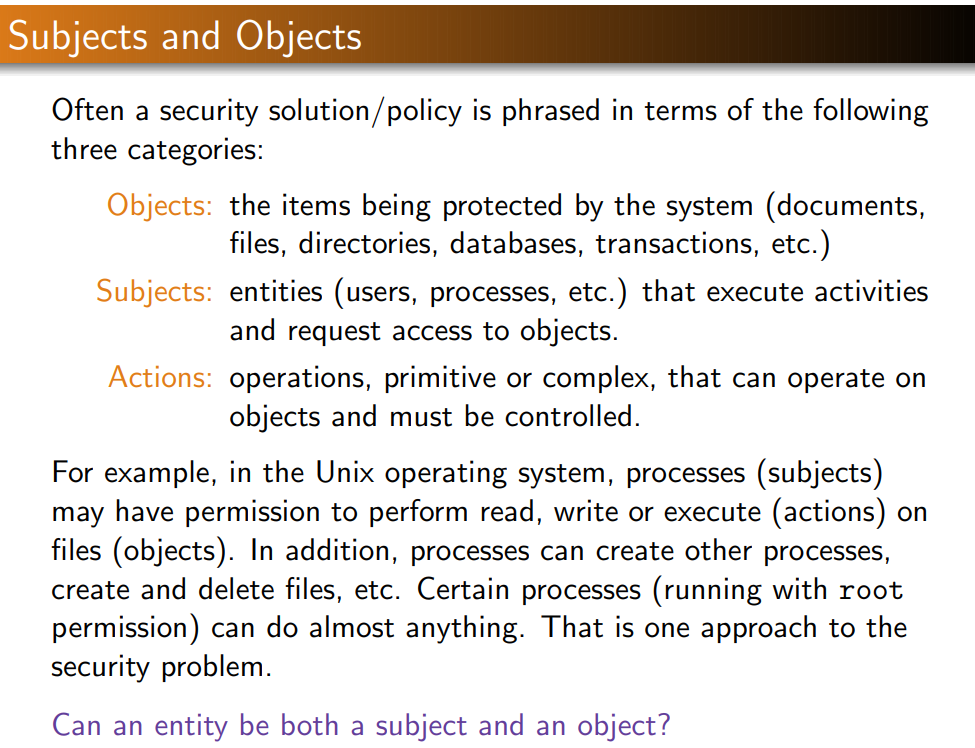 Subjects and Objects
Often a security solution/policy is phrased in terms of the following
three categories:
Objects: the items being protected by the system (documents,
files, directories, databases, transactions, etc.)
Subjects: entities (users, processes, etc.) that execute activities
and request access to objects.
Actions: operations, primitive or complex, that can operate on
objects and must be controlled.
For example, in the Unix operating system, processes (subjects)
may have permission to perform read, write or execute (actions) on
files (objects). In addition, processes can create other processes,
create and delete files, etc. Certain processes (running with root
permission) can do almost anything. That is one approach to the
security problem.
Can an entity be both a subject and an object?